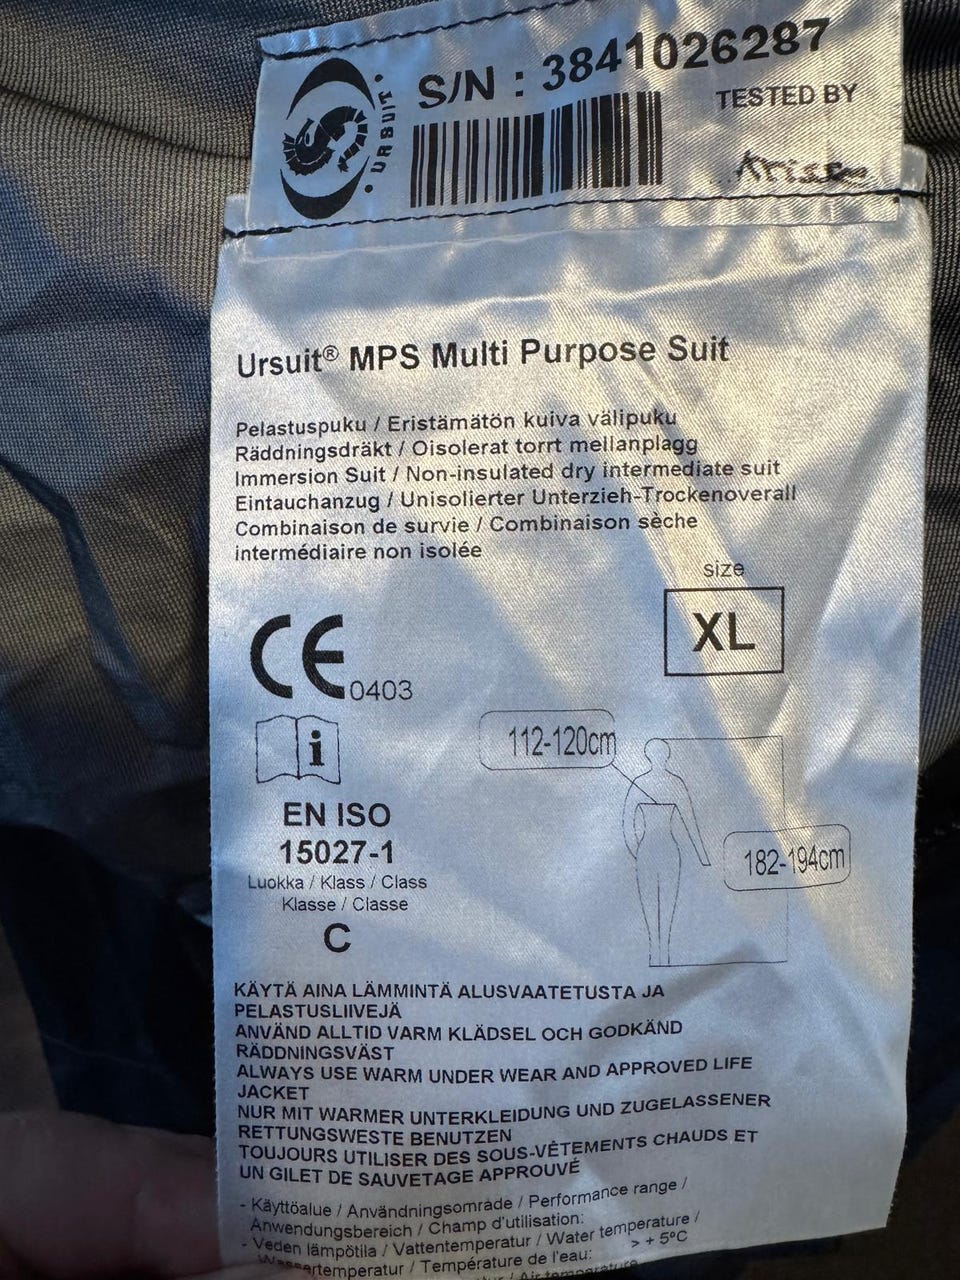 S/N : 3841026287
TESTED BY
• URSUIT •
Ursuit® MPS Multi Purpose Suit
Pelastuspuku / Eristämätön kuiva välipuku
Räddningsdräkt / Oisolerat torrt mellanplagg
Immersion Suit / Non-insulated dry intermediate suit
Eintauchanzug / Unisolierter Unterzieh-Trockenoverall
Combinaison de survie / Combinaison sèche
intermédiaire non isolée
size
XL
CE 0403
i
112-120cm
182-194cm
EN ISO
15027-1
Luokka / Klass / Class
Klasse / Classe
C
KÄYTÄ AINA LÄMMINTÄ ALUSVAATETUSTA JA
PELASTUSLIIVEJÄ
ANVÄND ALLTID VARM KLÄDSEL OCH GODKÄND
RÄDDNINGSVÄST
ALWAYS USE WARM UNDER WEAR AND APPROVED LIFE
JACKET
NUR MIT WARMER UNTERKLEIDUNG UND ZUGELASSENER
RETTUNGSWESTE BENUTZEN
TOUJOURS UTILISER DES SOUS-VÊTEMENTS CHAUDS ET
UN GILET DE SAUVETAGE APPROUVÉ
- Käyttöalue / Användningsområde / Performance range /
Anwendungsbereich / Champ d'utilisation:
- Veden lämpötila / Vattentemperatur / Water temperature /
Wassertemperatur / Température de l'eau: > + 5°C
/ Air temperature